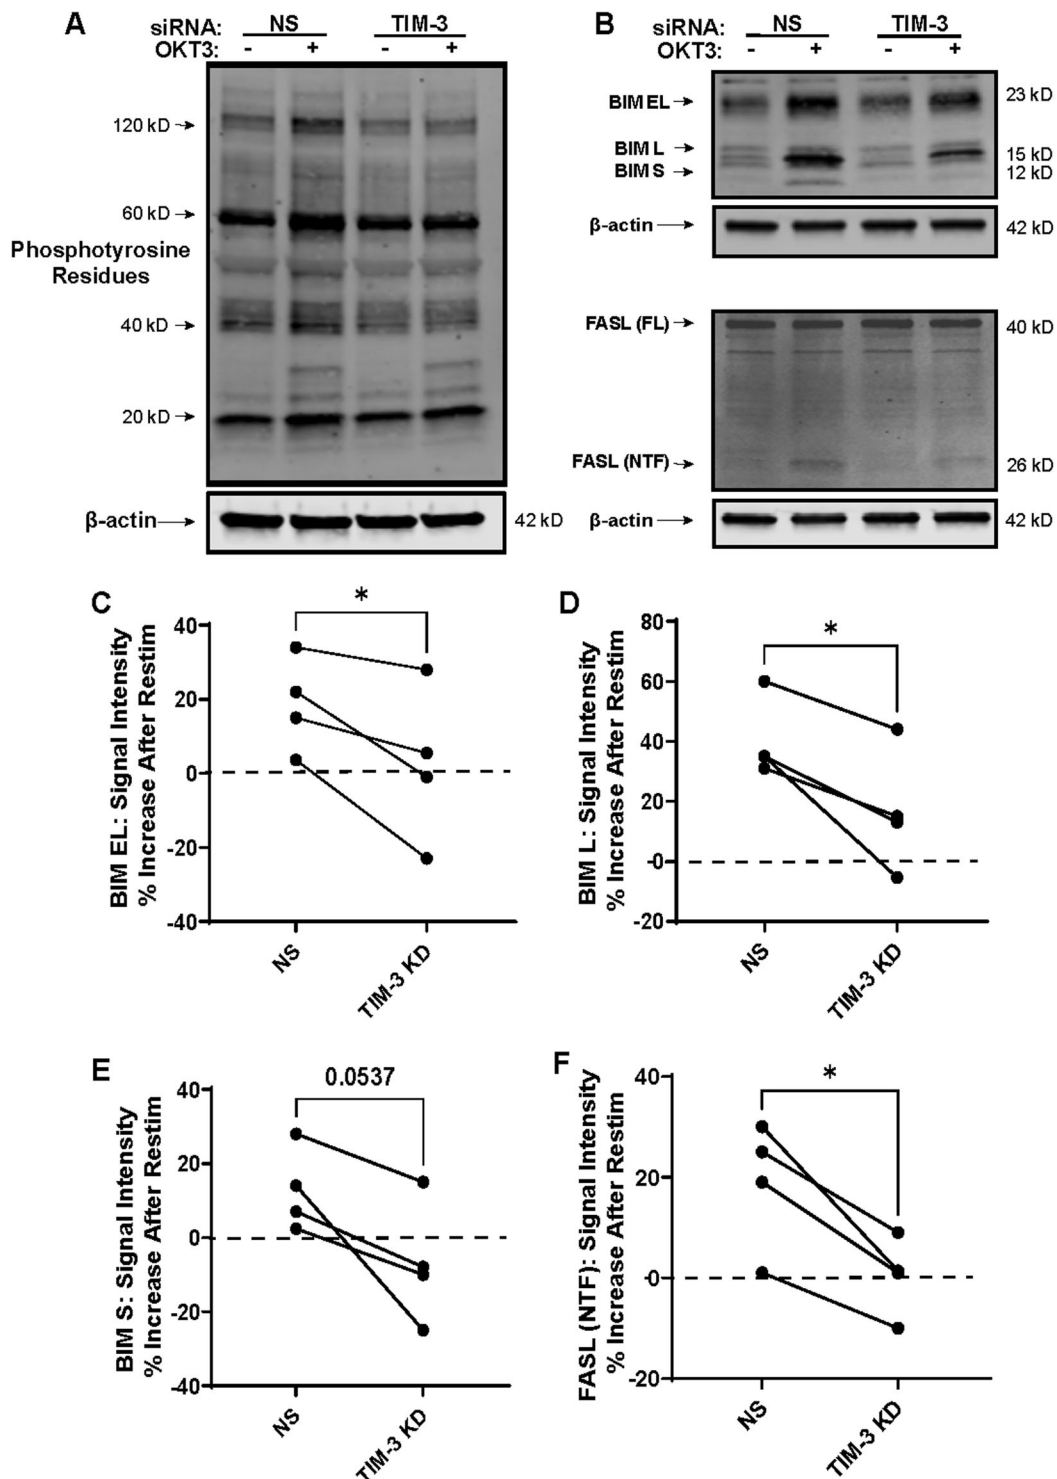 A
siRNA: NS TIM-3
OKT3: - + - +
120 kD
60 kD
Phosphotyrosine
Residues
40 kD
20 kD
β-actin 42 kD
B
siRNA: NS TIM-3
OKT3: - + - +
BIM EL 23 kD
BIM L 15 kD
BIM S 12 kD
β-actin 42 kD
FASL (FL) 40 kD
FASL (NTF) 26 kD
β-actin 42 kD
C
*
BIM EL: Signal Intensity
% Increase After Restim
40
20
0
-20
-40
NS
TIM-3 KD
D
*
BIM L: Signal Intensity
% Increase After Restim
80
60
40
20
-0
-20
NS
TIM-3 KD
E
0.0537
BIM S: Signal Intensity
% Increase After Restim
40
20
0
-20
-40
NS
TIM-3 KD
F
*
FASL (NTF): Signal Intensity
% Increase After Restim
40
20
0
-20
NS
TIM-3 KD